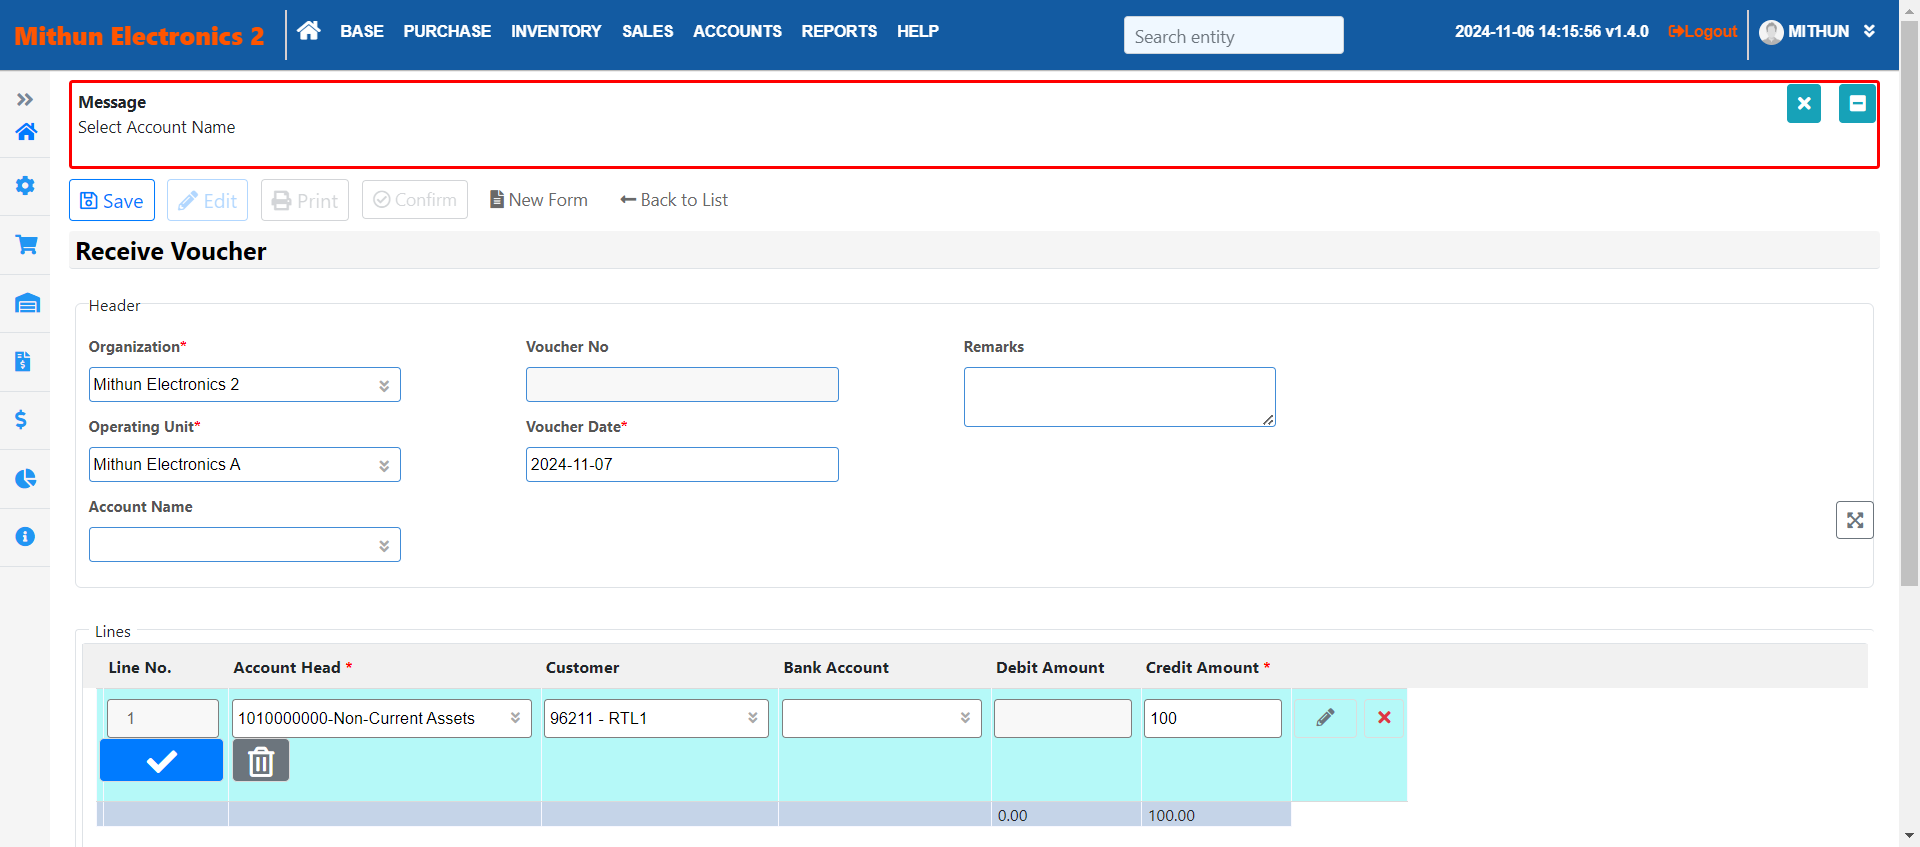 Mithun Electronics 2 BASE PURCHASE INVENTORY SALES ACCOUNTS REPORTS HELP Search entity 2024-11-06 14:15:56 v1.4.0 Logout MITHUN
Message
Select Account Name
Save Edit Print Confirm New Form Back to List
Receive Voucher
Header
Organization* Voucher No Remarks
Mithun Electronics 2
Operating Unit* Voucher Date*
Mithun Electronics A 2024-11-07
Account Name
Lines
Line No. Account Head * Customer Bank Account Debit Amount Credit Amount *
1 1010000000-Non-Current Assets 96211 - RTL1 100
0.00 100.00